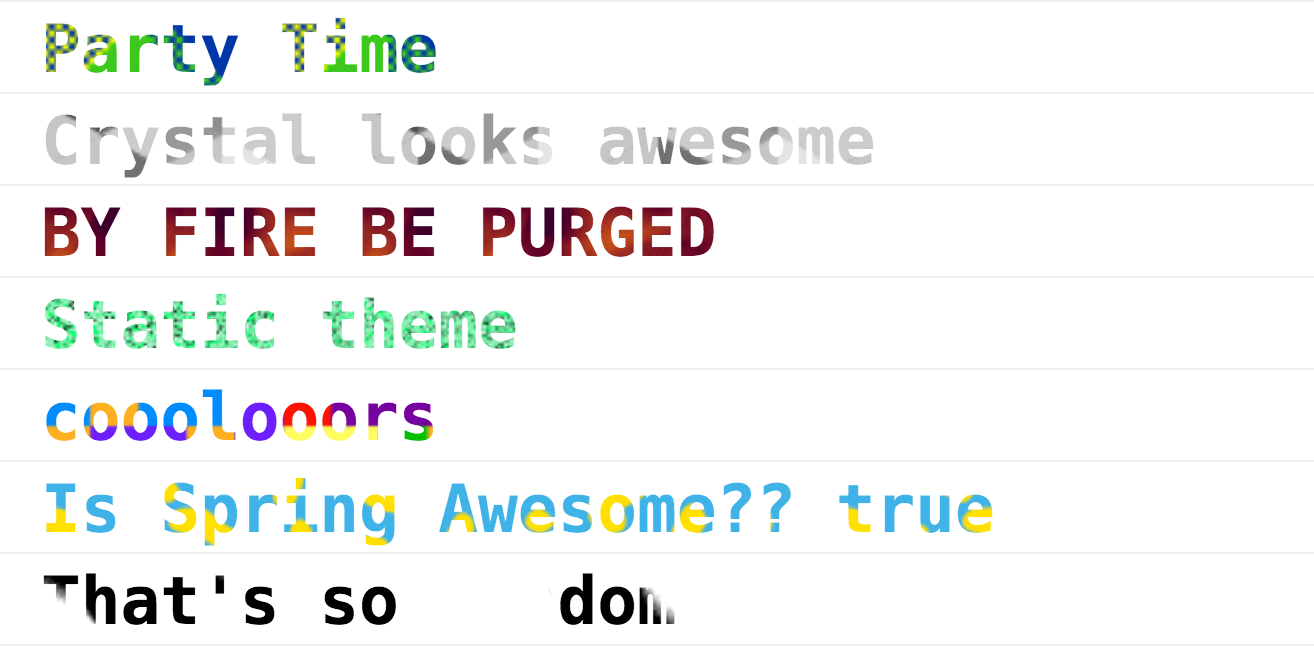 Party Time
Crystal looks awesome
BY FIRE BE PURGED
Static theme
cooolooors
Is Spring Awesome?? true
That's so